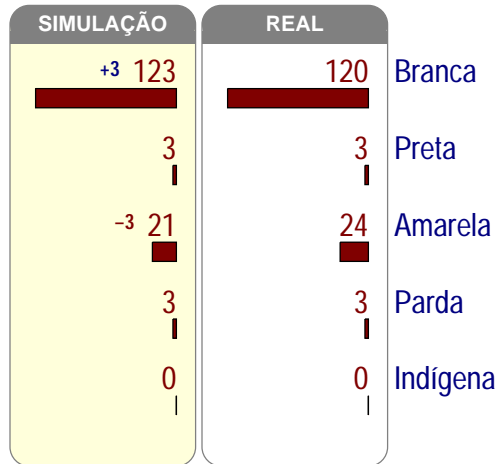 SIMULAÇÃO REAL
+3 123 120 Branca
3 3 Preta
−3 21 24 Amarela
3 3 Parda
0 0 Indígena